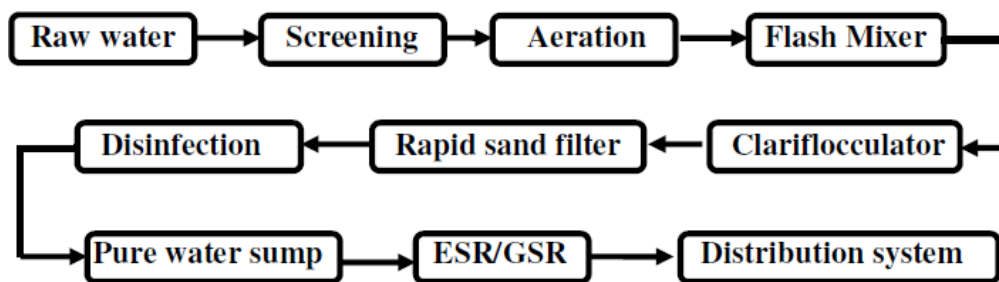 Raw water
Screening
Aeration
Flash Mixer
Clariflocculator
Rapid sand filter
Disinfection
Pure water sump
ESR/GSR
Distribution system